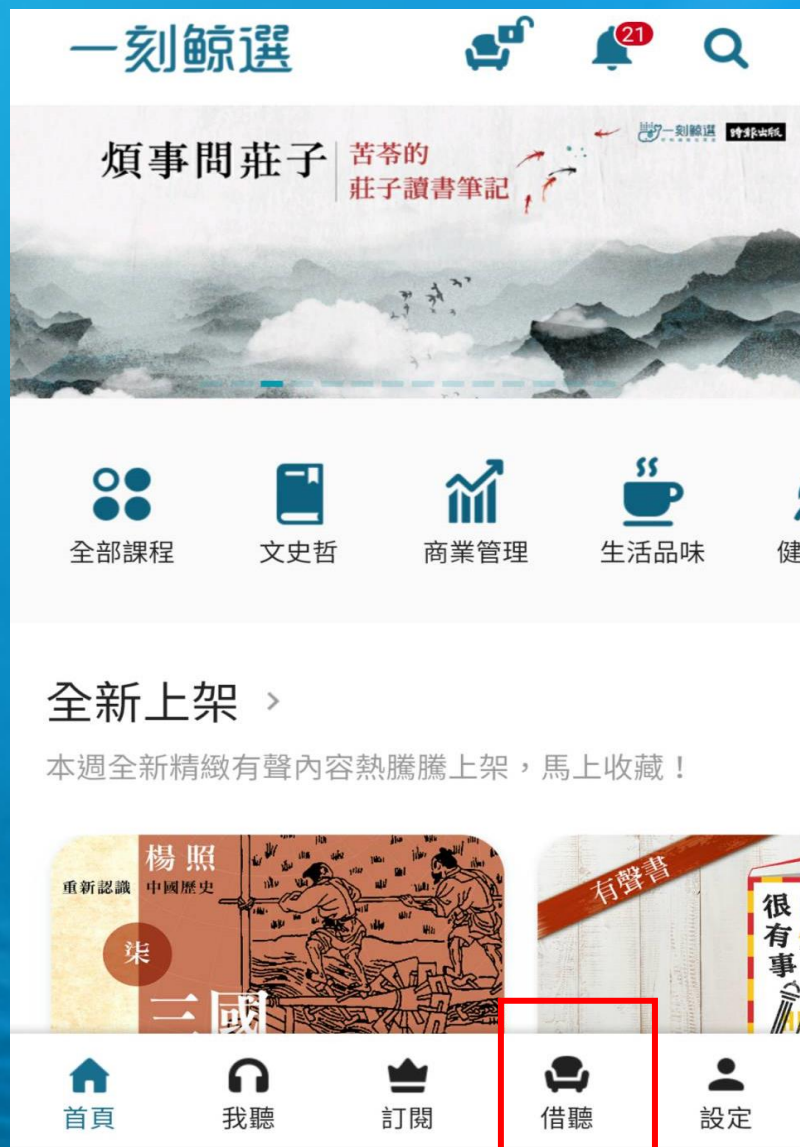 一刻鯨選
21
煩事問莊子
苦苓的
莊子讀書筆記
一刻鯨選
時報出版
全部課程
文史哲
商業管理
生活品味
健
全新上架
本週全新精緻有聲內容熱騰騰上架，馬上收藏！
楊照
重新認識 中國歷史
柒
三國
有聲書
很有事
首頁
我聽
訂閱
借聽
設定